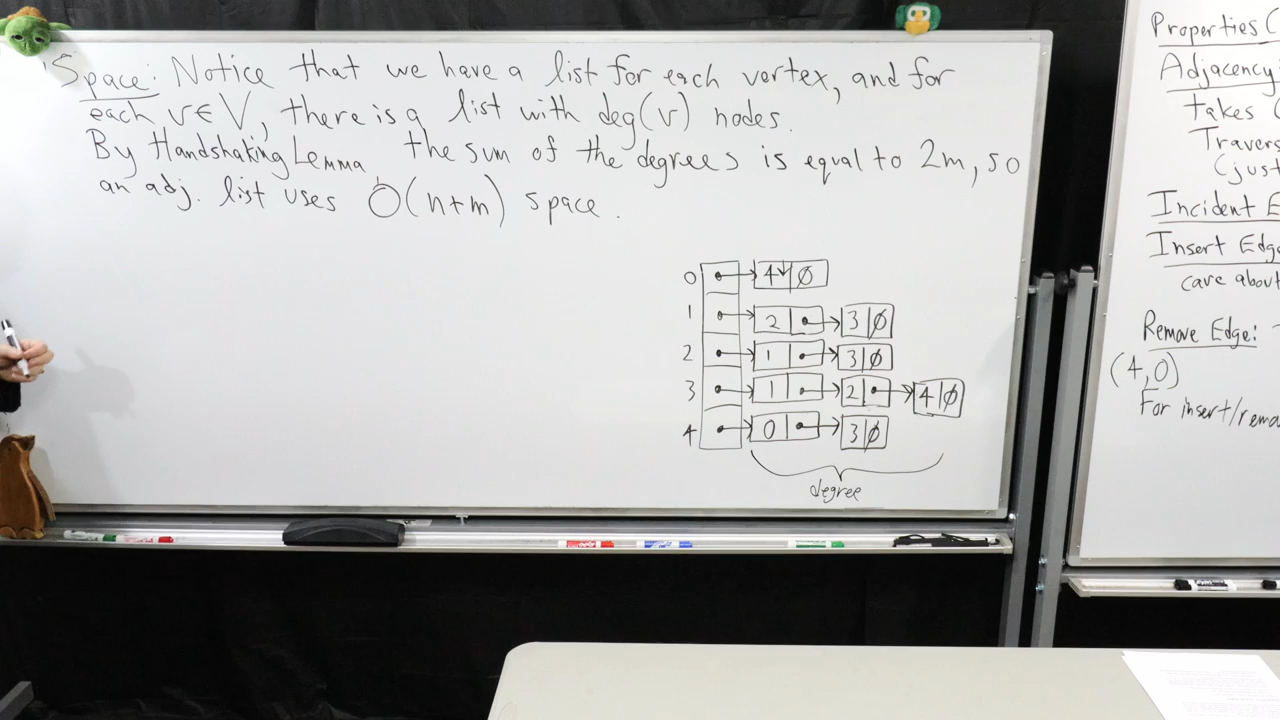 Space: Notice that we have a list for each vertex, and for
each v∈V, there is a list with deg(v) nodes.
By Handshaking Lemma, the sum of the degrees is equal to 2m, so
an adj. list uses O(n+m) space.
0 4 ∅
1 2 3 ∅
2 1 3 ∅
3 1 2 4 ∅
4 0 3 ∅
degree
Properties (
Adjacency:
takes
(just
Incident E
Insert Edge
care about
Remove Edge:
(4,0)
For insert/remo